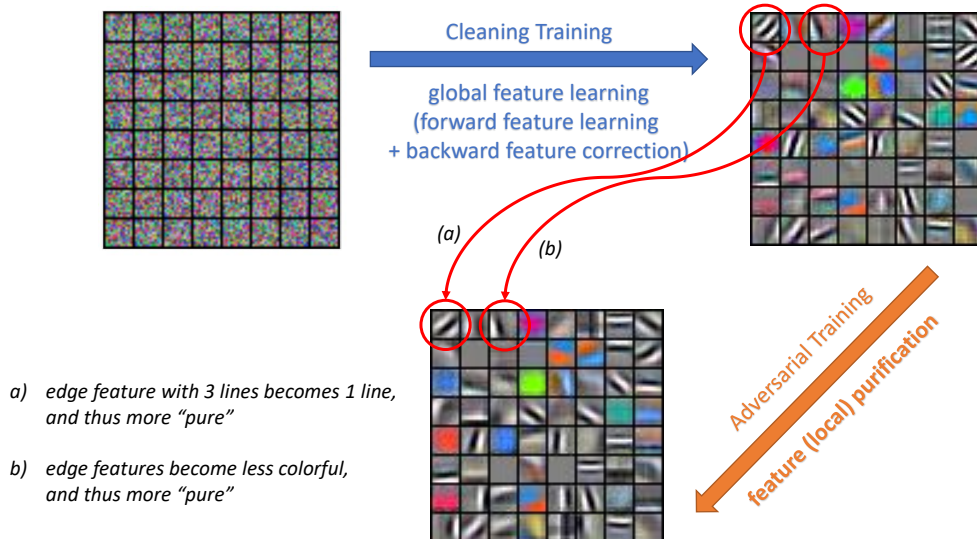 Cleaning Training
global feature learning
(forward feature learning
+ backward feature correction)
(a)
(b)
Adversarial Training
feature (local) purification
a) edge feature with 3 lines becomes 1 line,
and thus more “pure”
b) edge features become less colorful,
and thus more “pure”